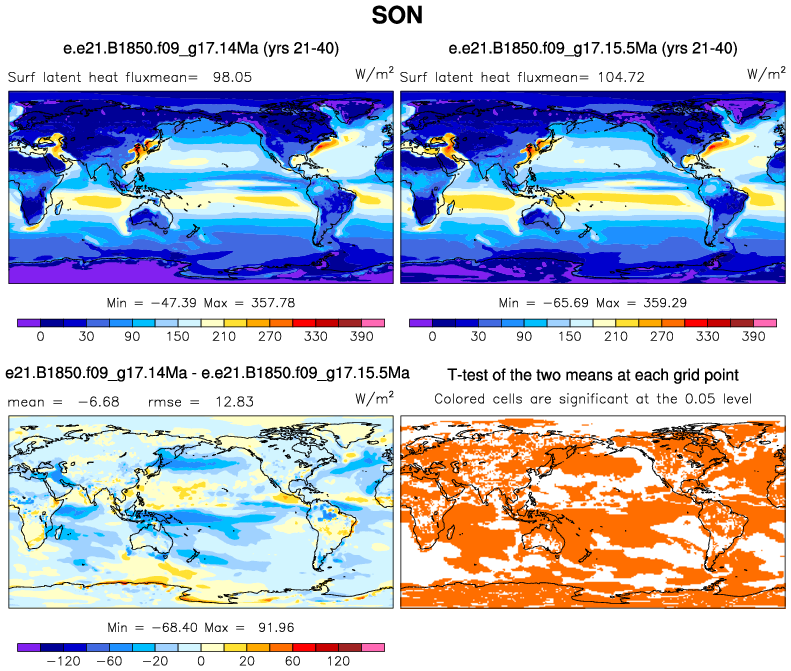 SON
e.e21.B1850.f09_g17.14Ma (yrs 21-40)
e.e21.B1850.f09_g17.15.5Ma (yrs 21-40)
Surf latent heat fluxmean= 98.05 W/m²
Surf latent heat fluxmean= 104.72 W/m²
Min = −47.39 Max = 357.78
Min = −65.69 Max = 359.29
0 30 90 150 210 270 330 390
0 30 90 150 210 270 330 390
e21.B1850.f09_g17.14Ma - e.e21.B1850.f09_g17.15.5Ma
T-test of the two means at each grid point
mean = −6.68 rmse = 12.83 W/m²
Colored cells are significant at the 0.05 level
Min = −68.40 Max = 91.96
−120 −60 −20 0 20 60 120